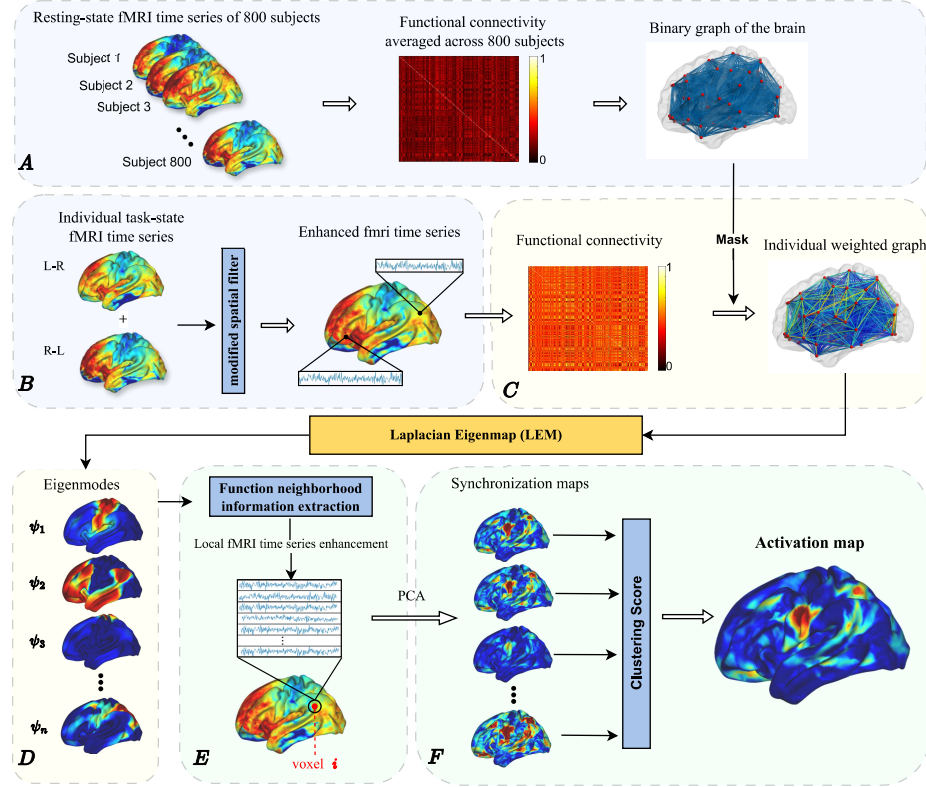 Resting-state fMRI time series of 800 subjects
Subject 1
Subject 2
Subject 3
Subject 800
A
Functional connectivity
averaged across 800 subjects
1
0
Binary graph of the brain
Individual task-state
fMRI time series
L-R
+
R-L
B
modified spatial filter
Enhanced fmri time series
Functional connectivity
1
0
C
Mask
Individual weighted graph
Laplacian Eigenmap (LEM)
Eigenmodes
ψ1
ψ2
ψ3
ψn
D
Function neighborhood
information extraction
Local fMRI time series enhancement
⋮
voxel i
E
PCA
Synchronization maps
F
Clustering Score
Activation map